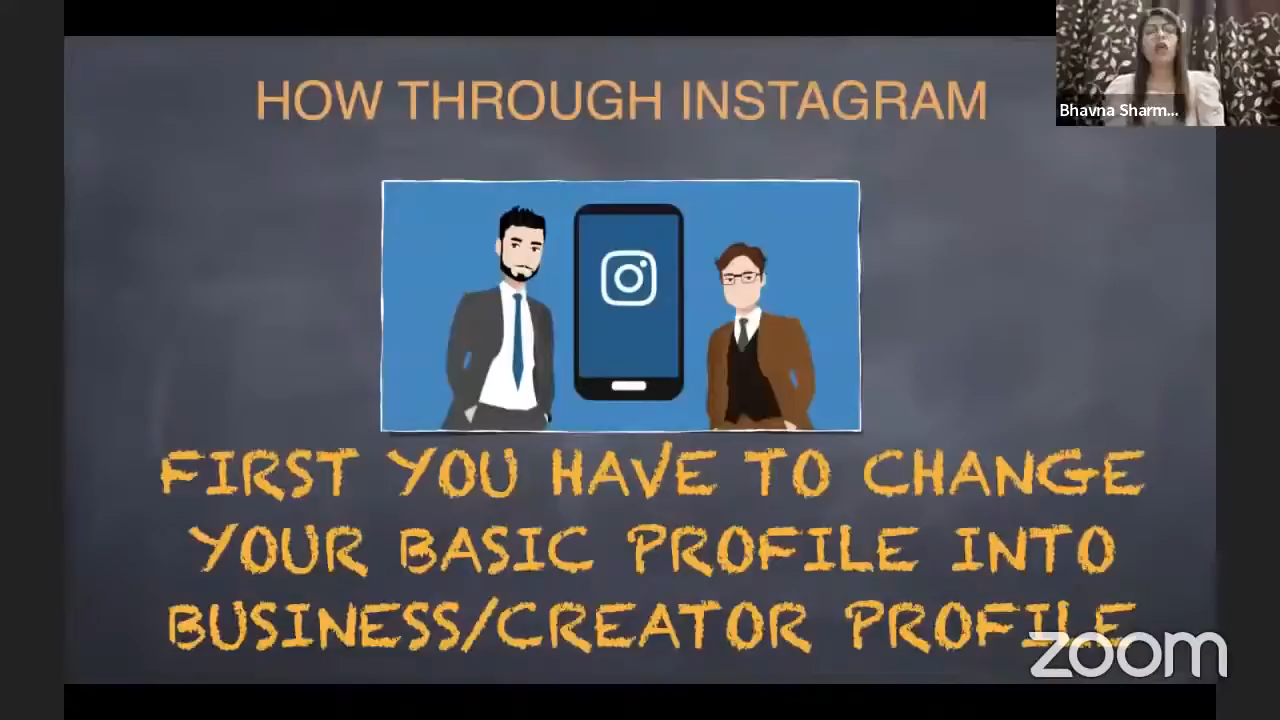 HOW THROUGH INSTAGRAM
Bhavna Sharm...
FIRST YOU HAVE TO CHANGE
YOUR BASIC PROFILE INTO
BUSINESS/CREATOR PROFILE
zoom